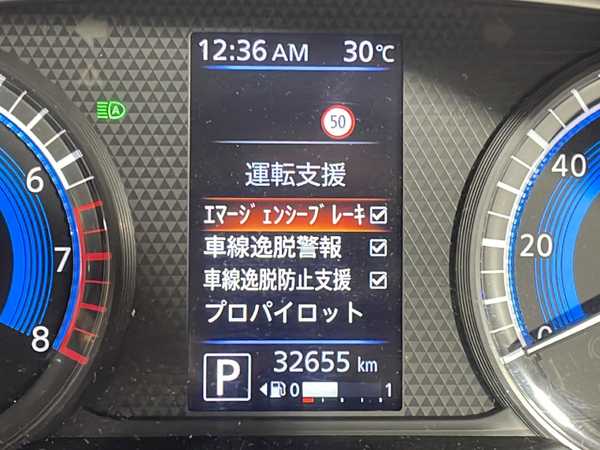 12:36 AM 30℃
50
運転支援
エマージェンシーブレーキ
車線逸脱警報
車線逸脱防止支援
プロパイロット
P 32655 km
0 1
A
6
7
8
40
20
0